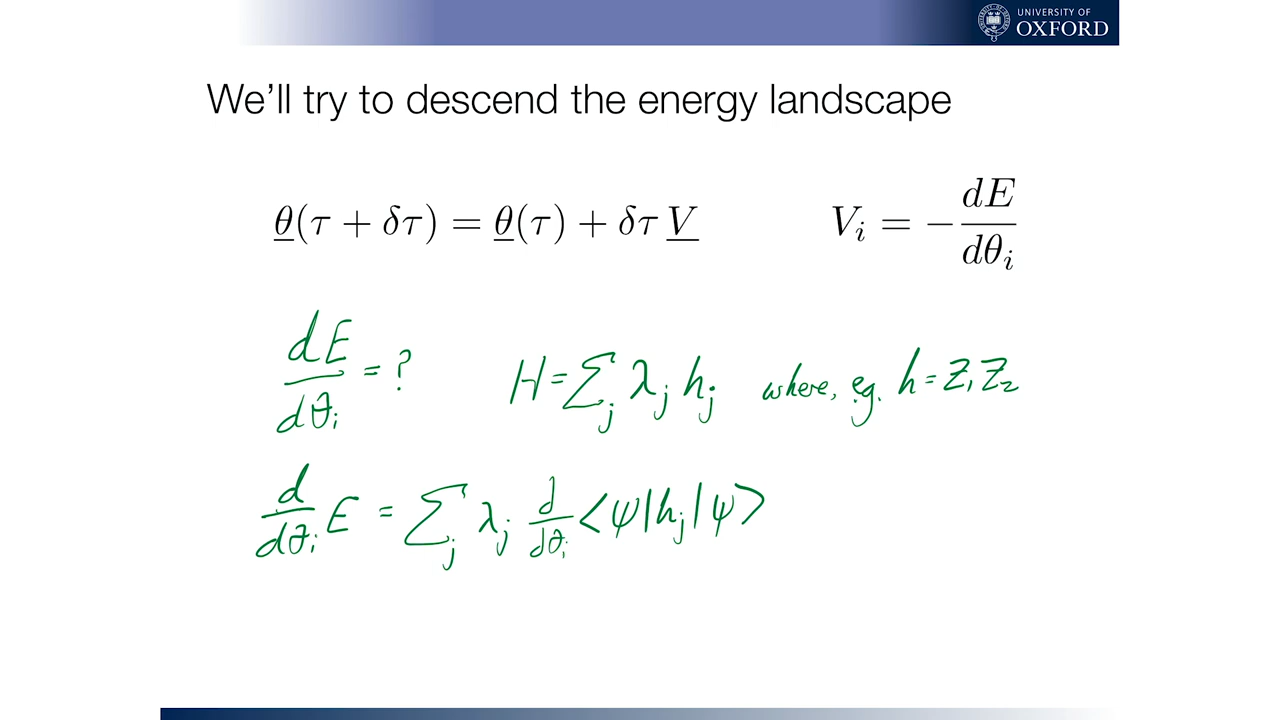 UNIVERSITY OF
OXFORD
We'll try to descend the energy landscape
θ(τ + δτ) = θ(τ) + δτ V    V_i = − dE/dθ_i
dE/dθ_i = ?    H = Σ_j λ_j h_j where, e.g. h = Z_1 Z_2
d/dθ_i E = Σ_j λ_j d/dθ_i <ψ|h_j|ψ>